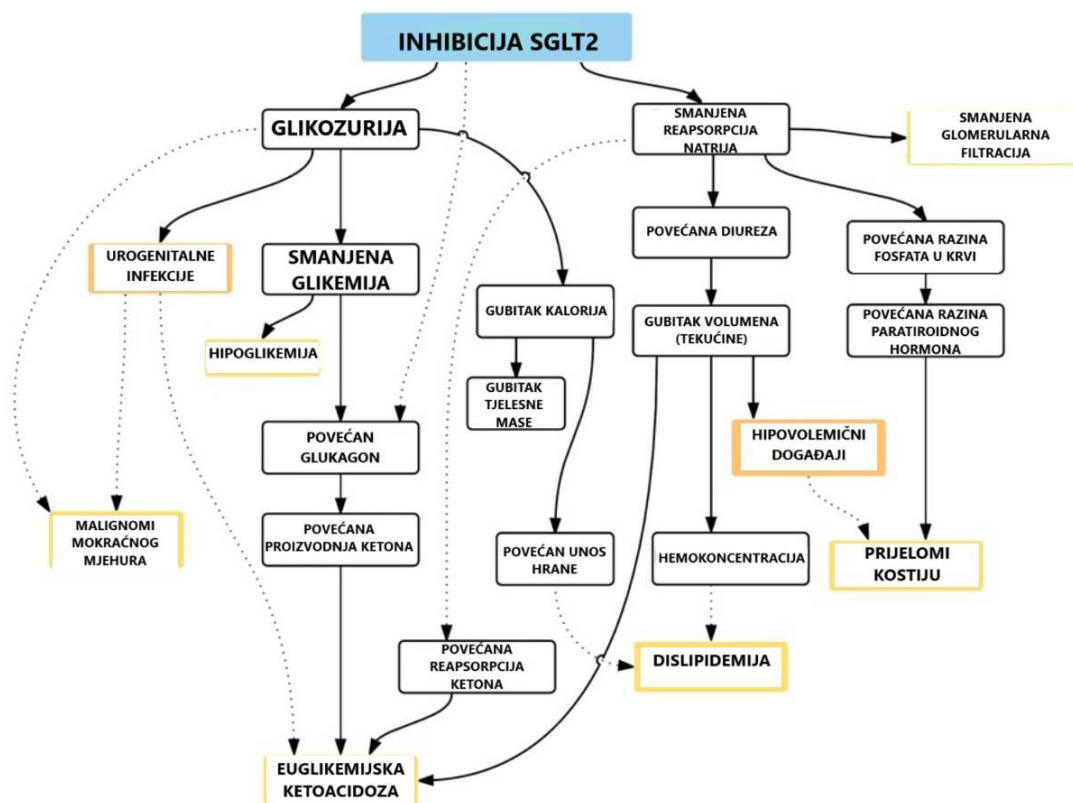 INHIBICIJA SGLT2
GLIKOZURIJA
SMANJENA
REAPSORPCIJA
NATRIJA
SMANJENA
GLOMERULARNA
FILTRACIJA
UROGENITALNE
INFEKCIJE
SMANJENA
GLIKEMIJA
POVEĆANA DIUREZA
POVEĆANA RAZINA
FOSFATA U KRVI
HIPOGLIKEMIJA
GUBITAK KALORIJA
GUBITAK VOLUMENA
(TEKUĆINE)
POVEĆANA RAZINA
PARATIROIDNOG
HORMONA
GUBITAK
TJELESNE
MASE
POVEĆAN
GLUKAGON
HIPOVOLEMIČNI
DOGAĐAJI
MALIGNOMI
MOKRAĆNOG
MJEHURA
POVEĆANA
PROIZVODNJA KETONA
POVEĆAN UNOS
HRANE
HEMOKONCENTRACIJA
PRIJELOMI
KOSTIJU
POVEĆANA
REAPSORPCIJA
KETONA
DISLIPIDEMIJA
EUGLIKEMIJSKA
KETOACIDOZA